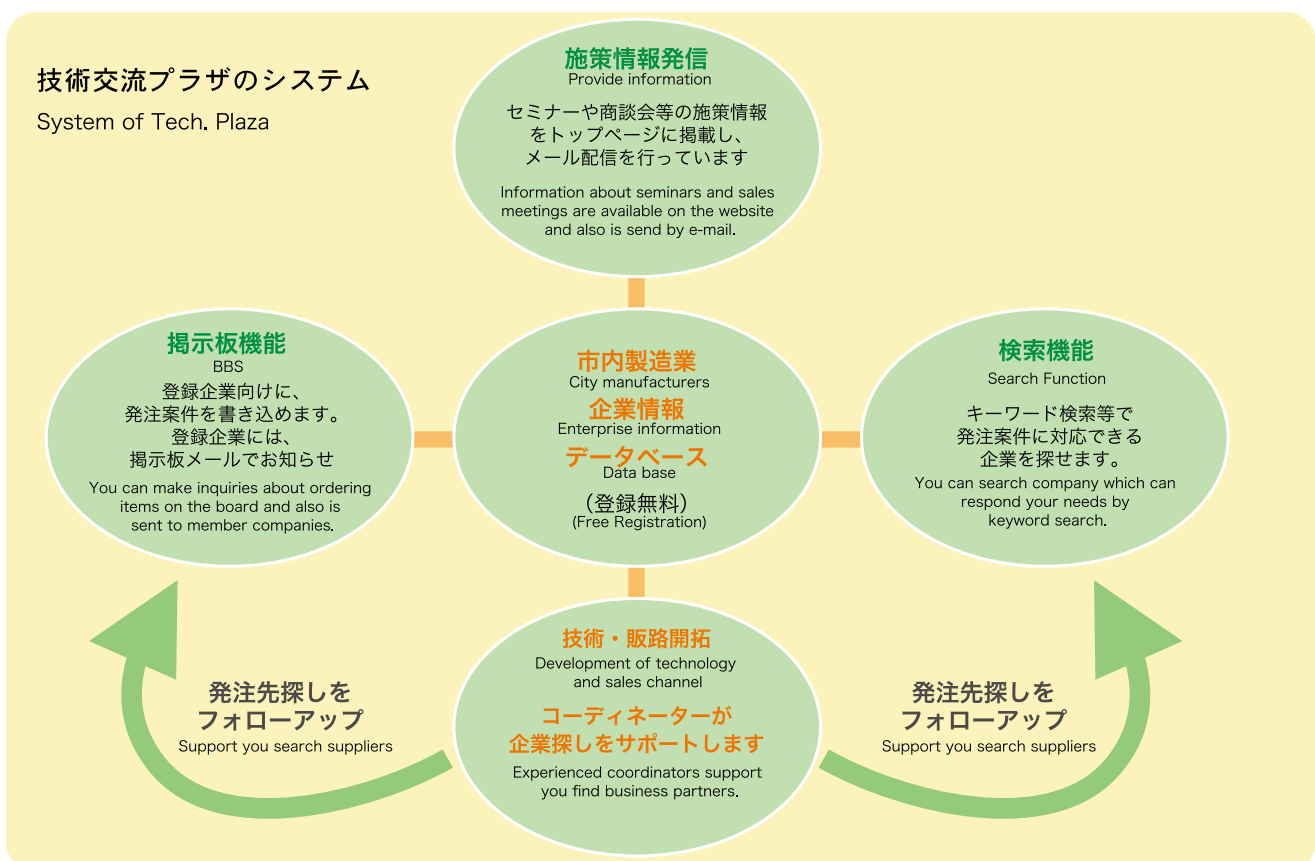 技術交流プラザのシステム
System of Tech. Plaza
施策情報発信
Provide information
セミナーや商談会等の施策情報
をトップページに掲載し、
メール配信を行っています
Information about seminars and sales
meetings are available on the website
and also is send by e-mail.
掲示板機能
BBS
登録企業向けに、
発注案件を書き込めます。
登録企業には、
掲示板メールでお知らせ
You can make inquiries about ordering
items on the board and also is
sent to member companies.
市内製造業
City manufacturers
企業情報
Enterprise information
データベース
Data base
（登録無料）
(Free Registration)
検索機能
Search Function
キーワード検索等で
発注案件に対応できる
企業を探せます。
You can search company which can
respond your needs by
keyword search.
発注先探しを
フォローアップ
Support you search suppliers
技術・販路開拓
Development of technology
and sales channel
コーディネーターが
企業探しをサポートします
Experienced coordinators support
you find business partners.
発注先探しを
フォローアップ
Support you search suppliers